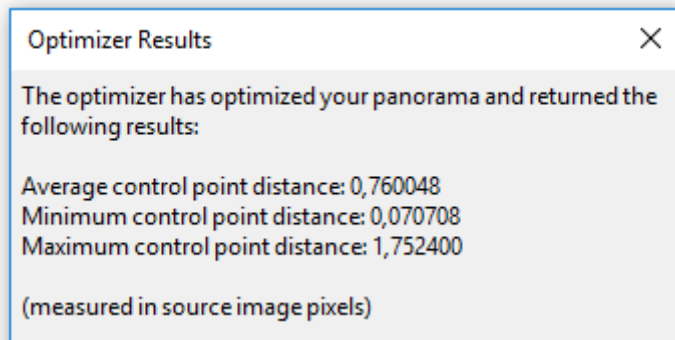 Optimizer Results
The optimizer has optimized your panorama and returned the
following results:
Average control point distance: 0,760048
Minimum control point distance: 0,070708
Maximum control point distance: 1,752400
(measured in source image pixels)